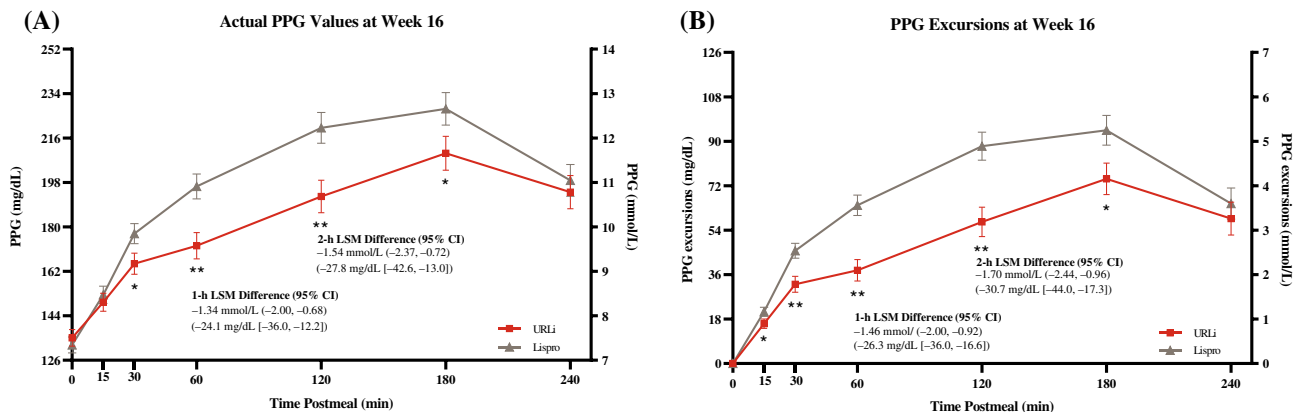 (A)
Actual PPG Values at Week 16
252
234
216
198
180
162
144
126
PPG (mg/dL)
14
13
12
11
10
9
8
7
PPG (mmol/L)
*
**
**
*
2-h LSM Difference (95% CI)
–1.54 mmol/L (–2.37, –0.72)
(–27.8 mg/dL [–42.6, –13.0])
1-h LSM Difference (95% CI)
–1.34 mmol/L (–2.00, –0.68)
(–24.1 mg/dL [–36.0, –12.2])
URLi
Lispro
0 15 30 60 120 180 240
Time Postmeal (min)
(B)
PPG Excursions at Week 16
126
108
90
72
54
36
18
0
PPG excursions (mg/dL)
7
6
5
4
3
2
1
0
PPG excursions (mmol/L)
*
**
**
**
*
2-h LSM Difference (95% CI)
–1.70 mmol/L (–2.44, –0.96)
(–30.7 mg/dL [–44.0, –17.3])
1-h LSM Difference (95% CI)
–1.46 mmol/ (–2.00, –0.92)
(–26.3 mg/dL [–36.0, –16.6])
URLi
Lispro
0 15 30 60 120 180 240
Time Postmeal (min)